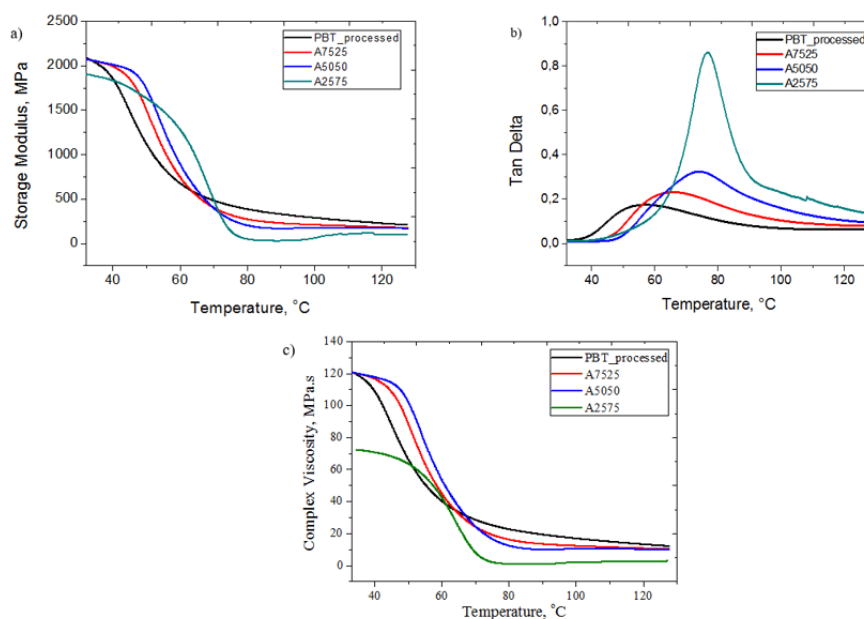 a)
2500
2000
1500
1000
500
0
Storage Modulus, MPa
PBT_processed
A7525
A5050
A2575
40
60
80
100
120
Temperature, °C
b)
1,0
0,8
0,6
0,4
0,2
0,0
Tan Delta
PBT_processed
A7525
A5050
A2575
40
60
80
100
120
Temperature, °C
c)
140
120
100
80
60
40
20
0
Complex Viscosity, MPa.s
PBT_processed
A7525
A5050
A2575
40
60
80
100
120
Temperature, °C